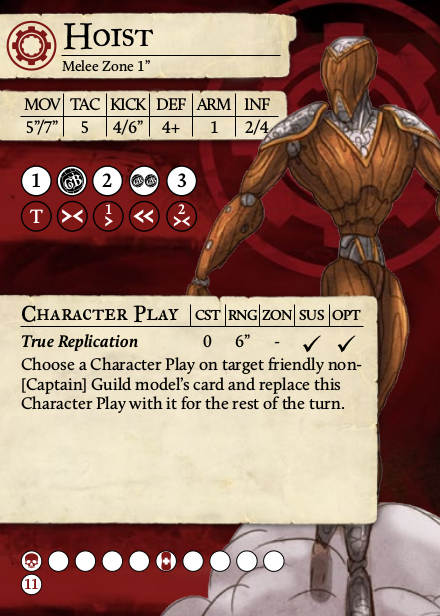 HOIST
Melee Zone 1"
MOV TAC KICK DEF ARM INF
5"/7" 5 4/6" 4+ 1 2/4
1 GB 2 GB GB 3
T >< 1 > << 2 ><
CHARACTER PLAY CST RNG ZON SUS OPT
True Replication 0 6" - ✓ ✓
Choose a Character Play on target friendly non-
[Captain] Guild model's card and replace this
Character Play with it for the rest of the turn.
11